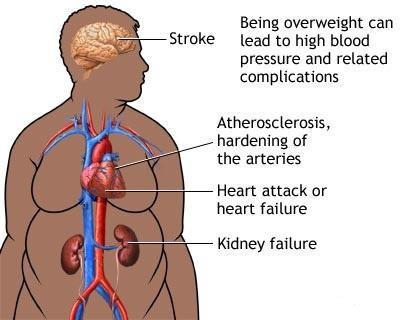 Stroke
Being overweight can
lead to high blood
pressure and related
complications
Atherosclerosis,
hardening of
the arteries
Heart attack or
heart failure
Kidney failure